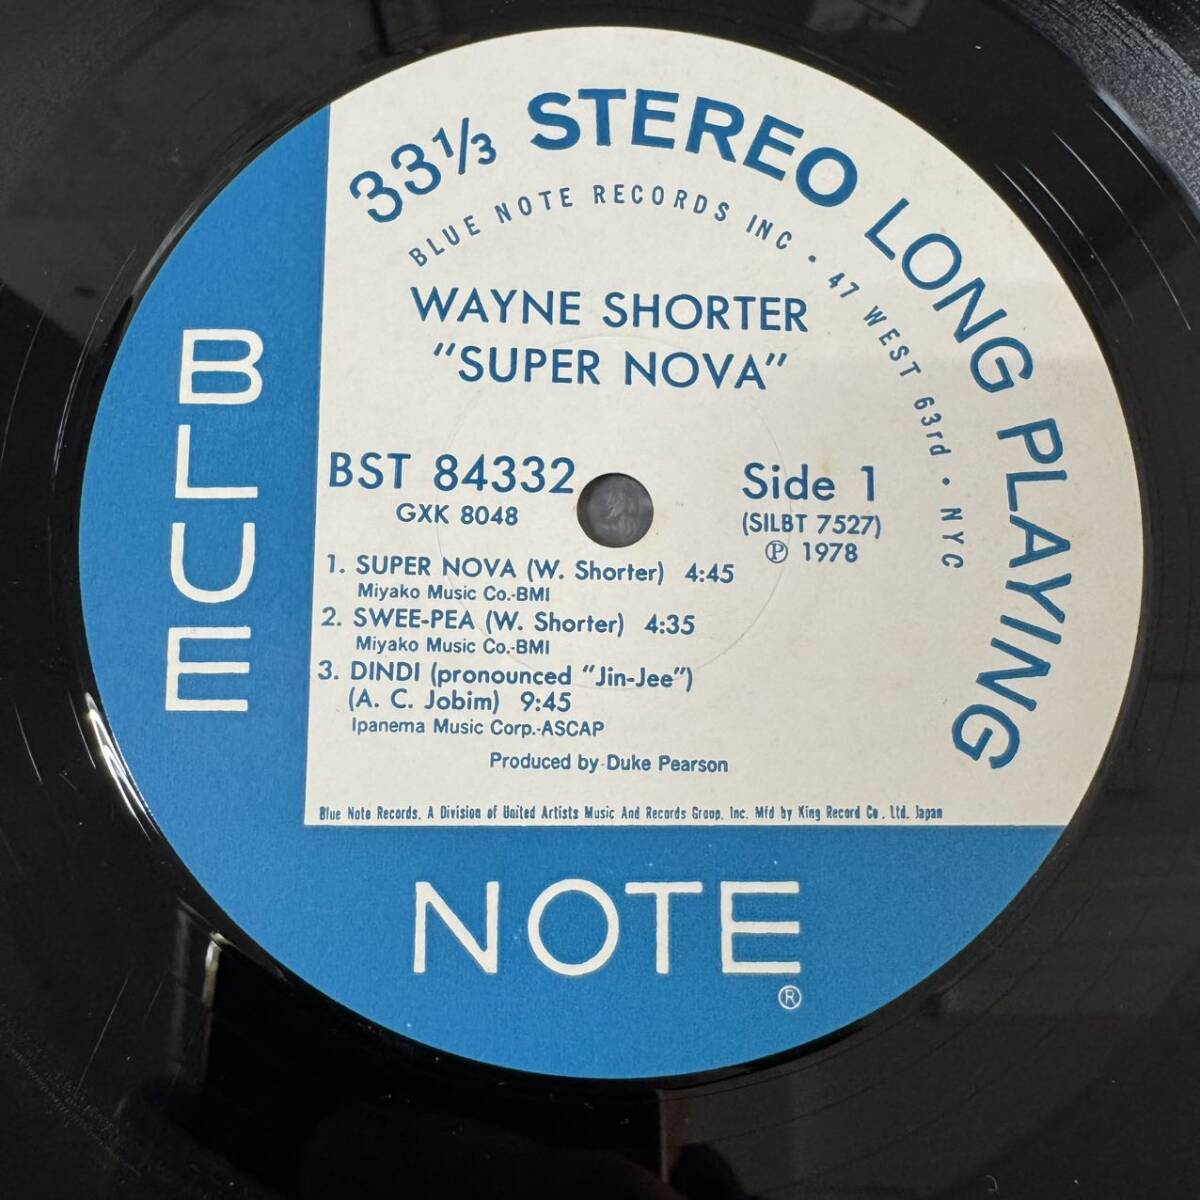 33 1/3 STEREO LONG PLAYING
BLUE NOTE RECORDS INC · 47 WEST 63rd · NYC
WAYNE SHORTER
"SUPER NOVA"
BST 84332
GXK 8048
Side 1
(SILBT 7527)
Ⓟ 1978
1. SUPER NOVA (W. Shorter) 4:45
Miyako Music Co.-BMI
2. SWEE-PEA (W. Shorter) 4:35
Miyako Music Co.-BMI
3. DINDI (pronounced "Jin-Jee")
(A. C. Jobim) 9:45
Ipanema Music Corp.-ASCAP
Produced by Duke Pearson
Blue Note Records. A Division of United Artists Music And Records Group, Inc. Mfd by King Record Co., Ltd. Japan
BLUE
NOTE
®